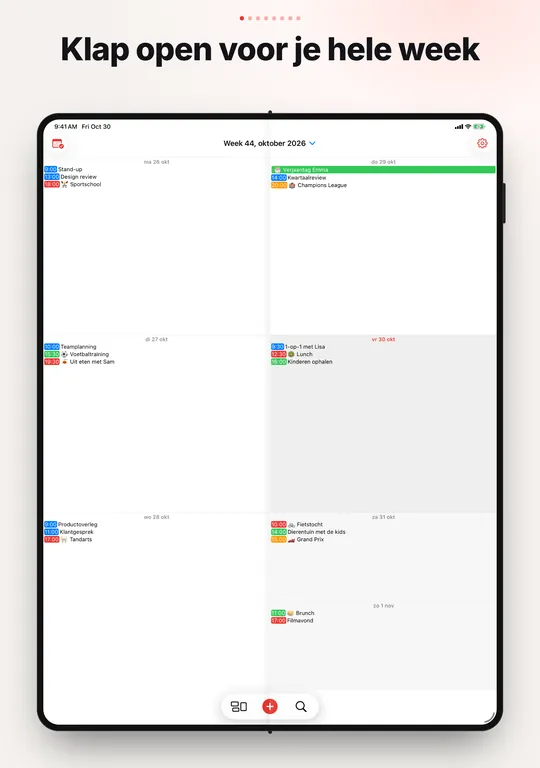 Klap open voor je hele week
9:41 AM Fri Oct 30
Week 44, oktober 2026
ma 26 okt
9:00 Stand-up
13:00 Design review
18:00 Sportschool
di 27 okt
10:00 Teamplanning
15:30 Voetbaltraining
19:30 Uit eten met Sam
wo 28 okt
9:00 Productoverleg
11:00 Klantgesprek
17:00 Tandarts
do 29 okt
Verjaardag Emma
14:00 Kwartaalreview
20:00 Champions League
vr 30 okt
9:30 1-op-1 met Lisa
12:30 Lunch
16:00 Kinderen ophalen
za 31 okt
10:00 Fietstocht
14:00 Dierentuin met de kids
Grand Prix
zo 1 nov
11:00 Brunch
17:00 Filmavond